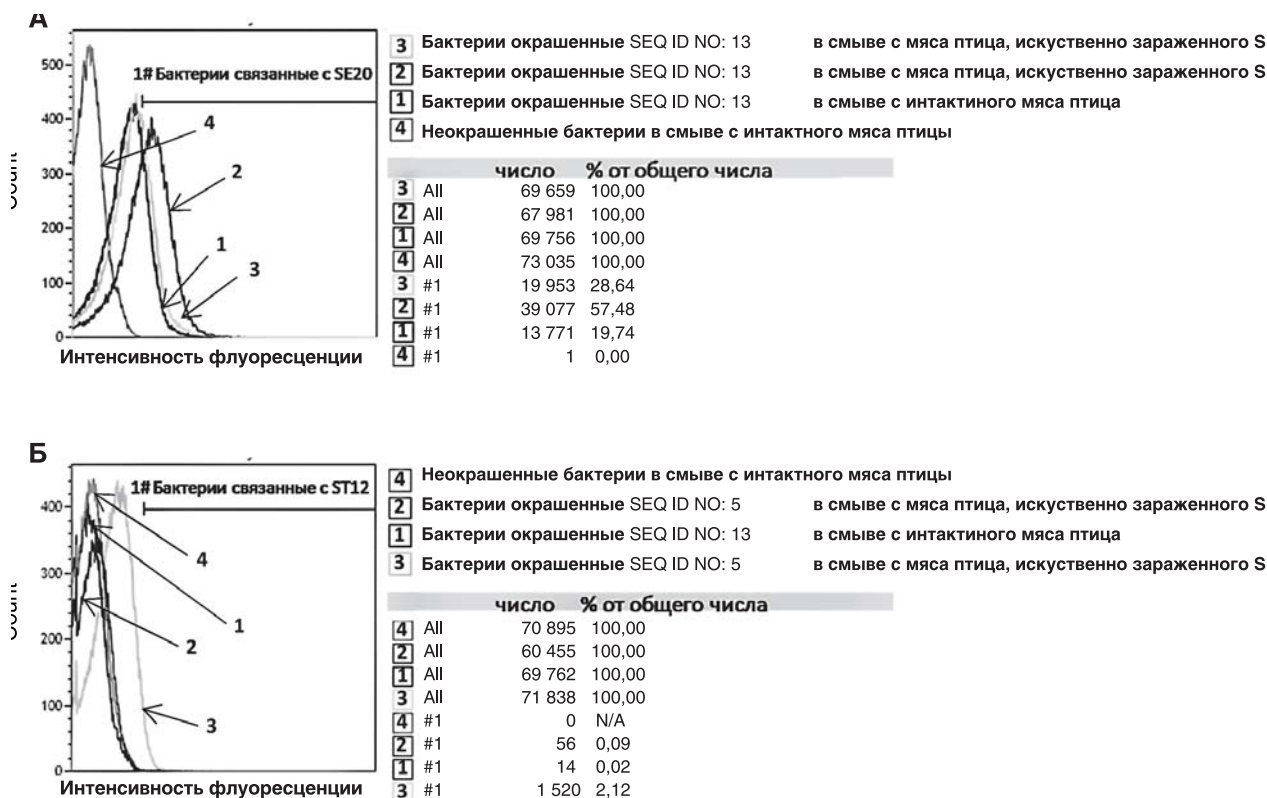 А
500
400
300
200
100
0
1# Бактерии связанные с SE20
4
2
1
3
Интенсивность флуоресценции
3 Бактерии окрашенные SEQ ID NO: 13 в смыве с мяса птица, искуственно зараженного S
2 Бактерии окрашенные SEQ ID NO: 13 в смыве с мяса птица, искуственно зараженного S
1 Бактерии окрашенные SEQ ID NO: 13 в смыве с интактиного мяса птица
4 Неокрашенные бактерии в смыве с интактного мяса птицы
число % от общего числа
3 All 69 659 100,00
2 All 67 981 100,00
1 All 69 756 100,00
4 All 73 035 100,00
3 #1 19 953 28,64
2 #1 39 077 57,48
1 #1 13 771 19,74
4 #1 1 0,00
Б
400
300
200
100
0
1# Бактерии связанные с ST12
4
1
2
3
Интенсивность флуоресценции
4 Неокрашенные бактерии в смыве с интактного мяса птицы
2 Бактерии окрашенные SEQ ID NO: 5 в смыве с мяса птица, искуственно зараженного S
1 Бактерии окрашенные SEQ ID NO: 13 в смыве с интактиного мяса птица
3 Бактерии окрашенные SEQ ID NO: 5 в смыве с мяса птица, искуственно зараженного S
число % от общего числа
4 All 70 895 100,00
2 All 60 455 100,00
1 All 69 762 100,00
3 All 71 838 100,00
4 #1 0 N/A
2 #1 56 0,09
1 #1 14 0,02
3 #1 1 520 2,12